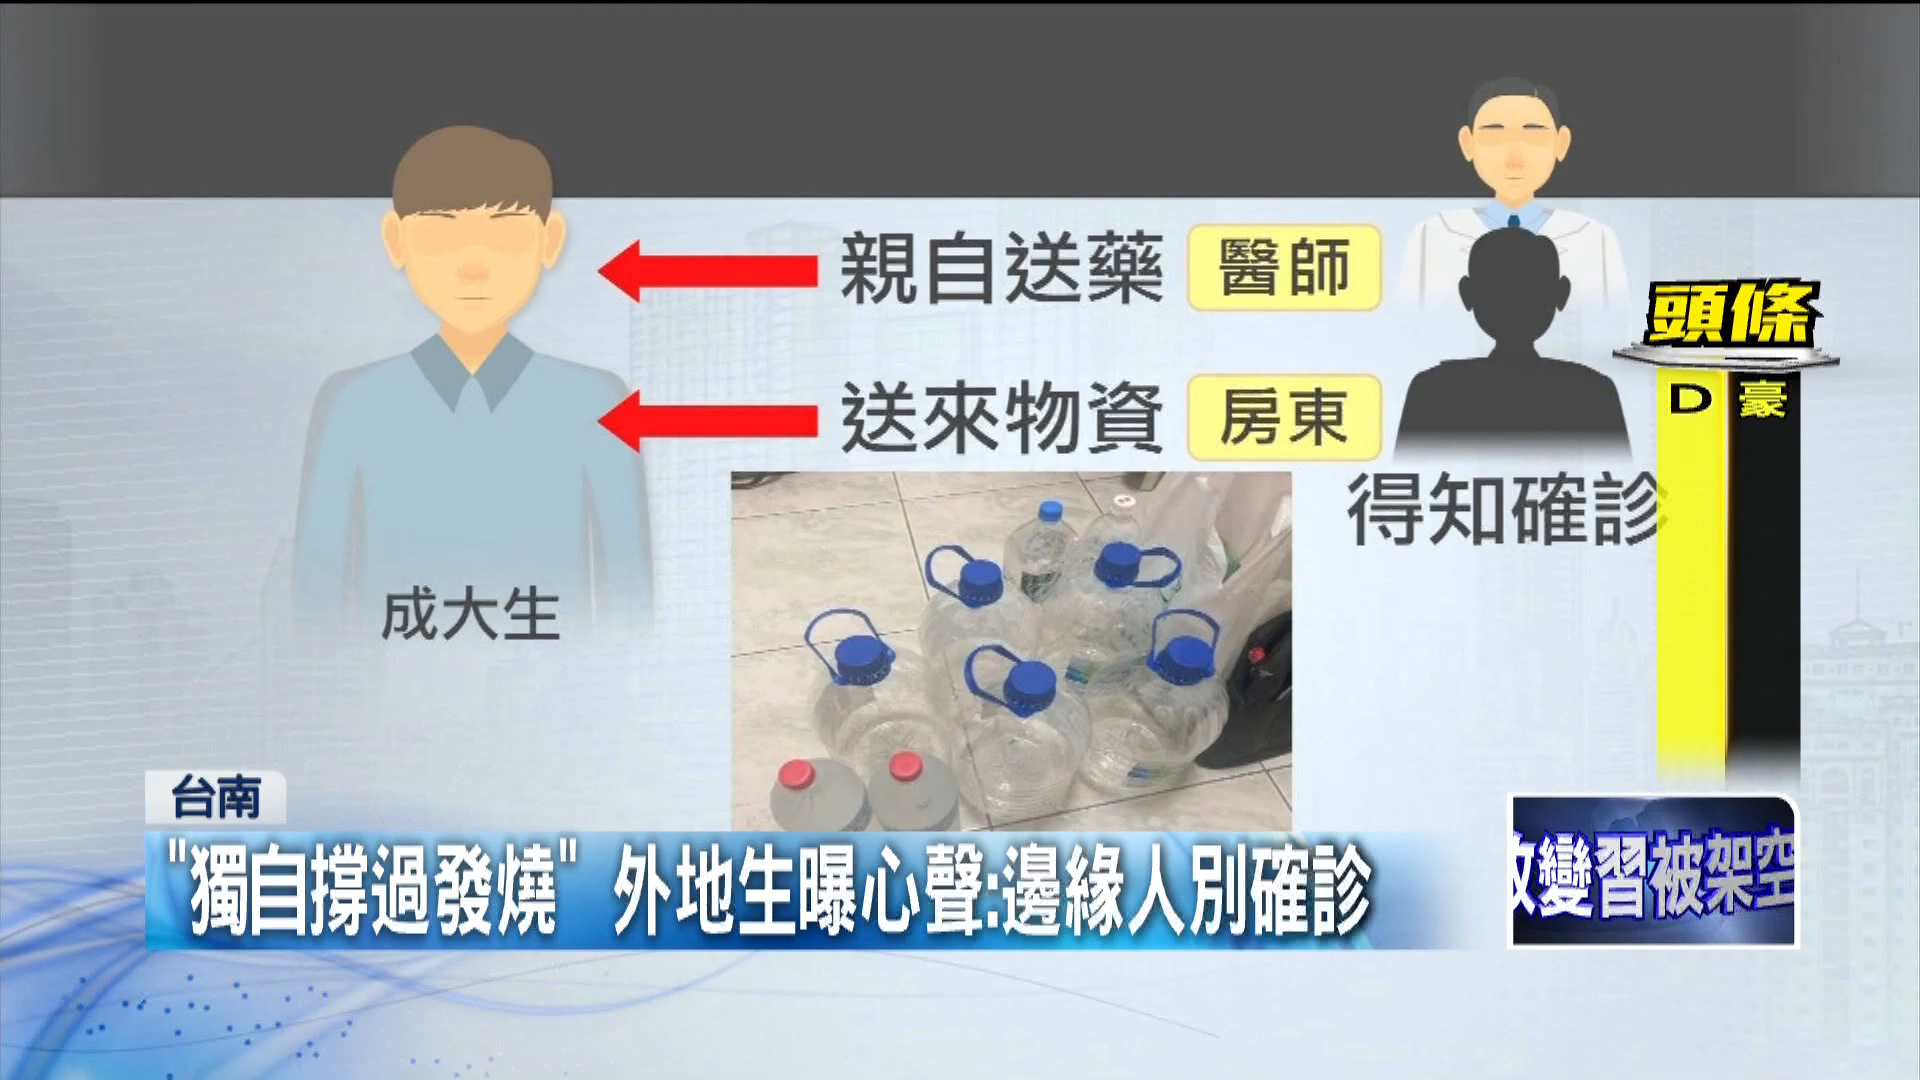 親自送藥 醫師
頭條
D 豪
送來物資 房東
得知確診
成大生
台南
"獨自撐過發燒" 外地生曝心聲:邊緣人別確診
變習被架空